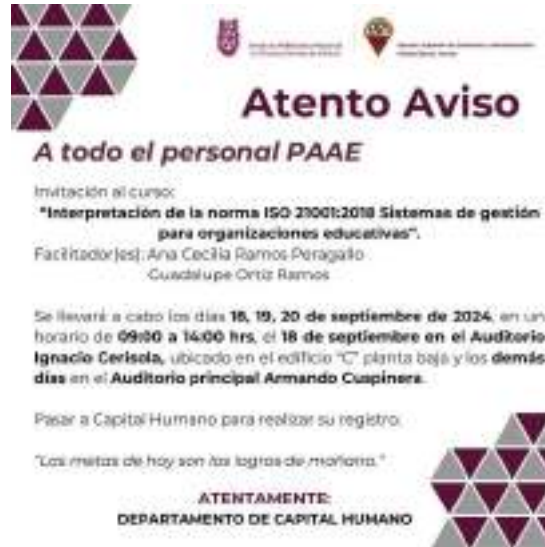 Atento Aviso
A todo el personal PAAE
Invitación al curso:
"Interpretación de la norma ISO 21001:2018 Sistemas de gestión
para organizaciones educativas".
Facilitador(es): Ana Cecilia Ramos Peragallo
Guadalupe Ortiz Ramos
Se llevará a cabo los días 18, 19, 20 de septiembre de 2024, en un
horario de 09:00 a 14:00 hrs, el 18 de septiembre en el Auditorio
Ignacio Cerisola, ubicado en el edificio "C" planta baja y los demás
días en el Auditorio principal Armando Cuspinera.
Pasar a Capital Humano para realizar su registro.
"Las metas de hoy son los logros de mañana."
ATENTAMENTE:
DEPARTAMENTO DE CAPITAL HUMANO